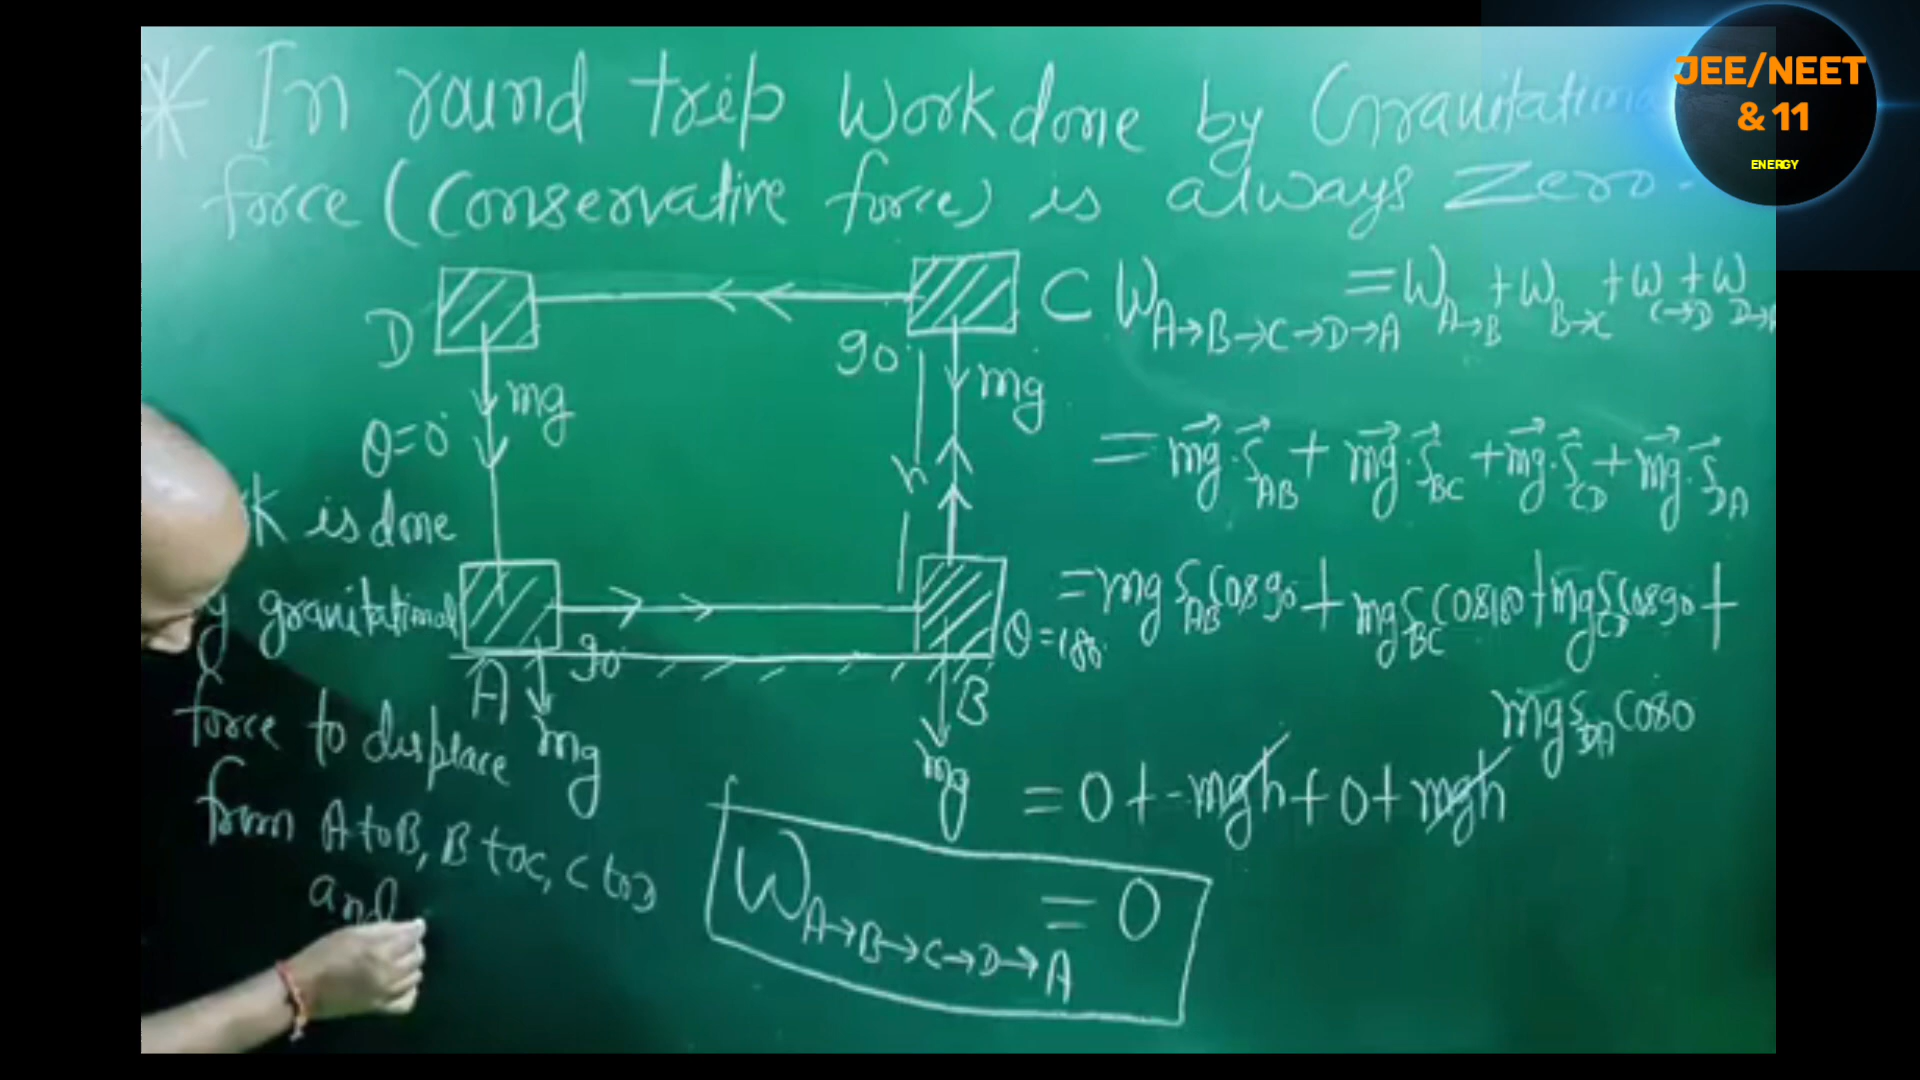 * In round trip Work done by Gravitational
force (Conservative force) is always Zero.
JEE/NEET
& 11
ENERGY
D
C
mg
θ=0°
90°
mg
h
A
90°
mg
B
θ=180°
mg
W A→B→C→D→A = W A→B + W B→C + W C→D + W D→A
= mg⃗.S⃗ AB + mg⃗.S⃗ BC + mg⃗.S⃗ CD + mg⃗.S⃗ DA
= mg S AB Cos90 + mg S BC Cos180 + mg S CD Cos90 +
mg S DA Cos0
= 0 + -mgh + 0 + mgh
W A→B→C→D→A = 0
is done
gravitational
force to displace
from A to B, B to C, C to D
and